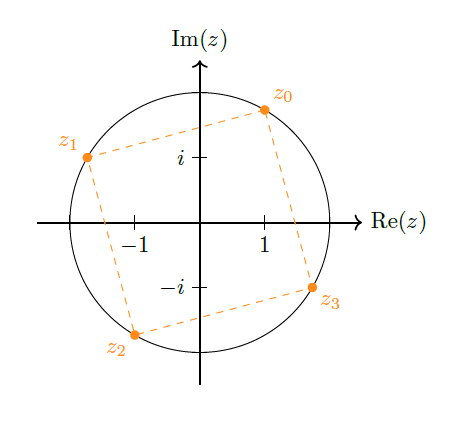 Im(z)
z₀
z₁
i
Re(z)
−1
1
−i
z₃
z₂